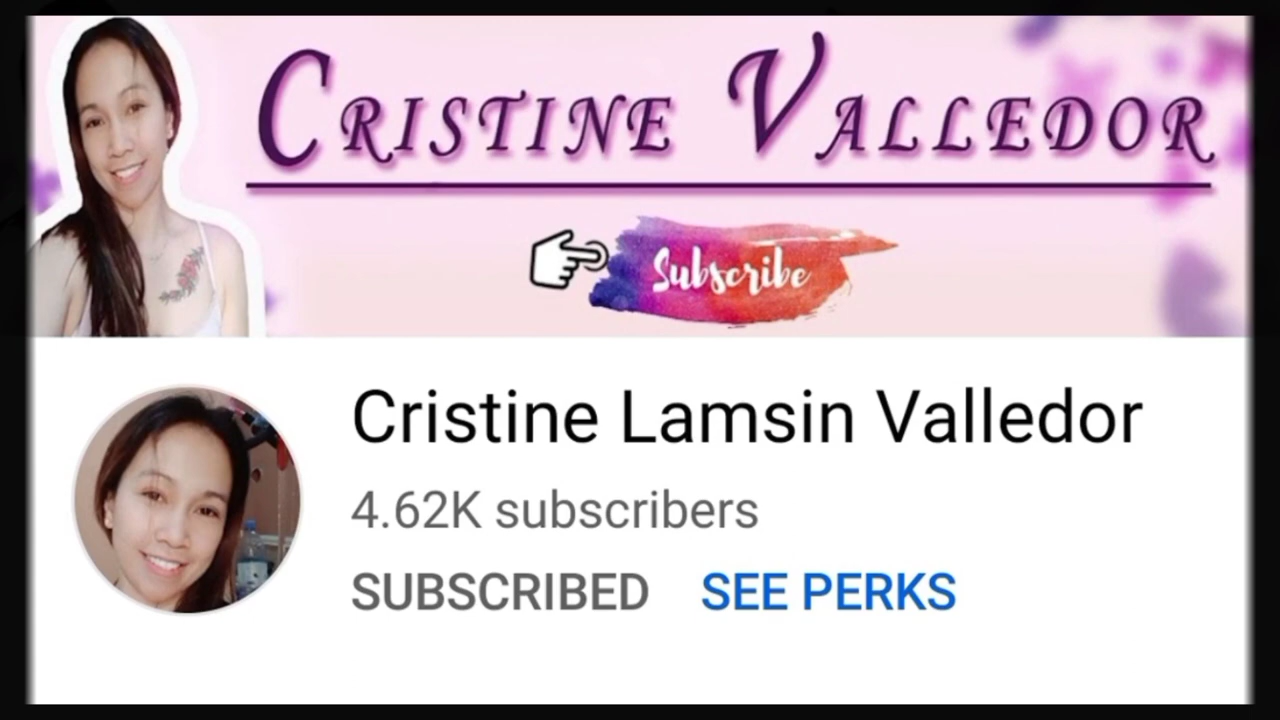 CRISTINE VALLEDOR
Subscribe
Cristine Lamsin Valledor
4.62K subscribers
SUBSCRIBED SEE PERKS